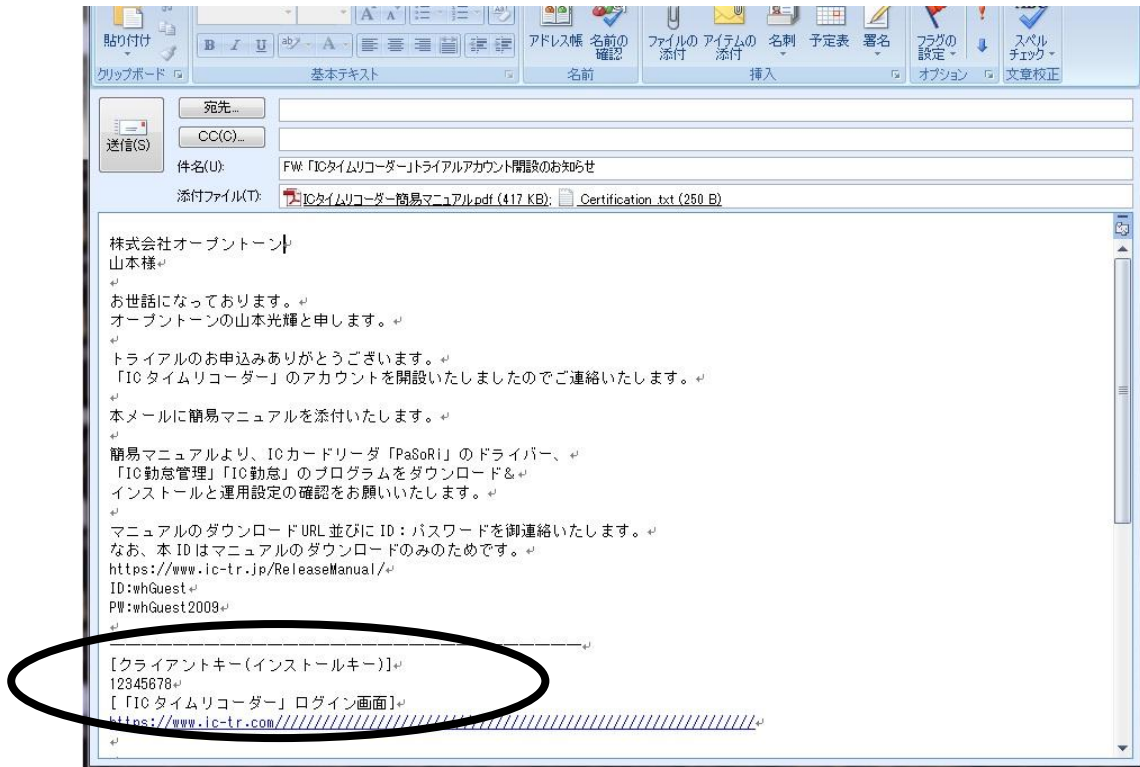 貼り付け
B I U
A A
アドレス帳 名前の確認
ファイルの添付 アイテムの添付 名刺 予定表 署名
フラグの設定 スペルチェック
クリップボード 基本テキスト 名前 挿入 オプション 文章校正
宛先...
送信(S)
CC(C)...
件名(U): FW:「ICタイムリコーダー」トライアルアカウント開設のお知らせ
添付ファイル(T): ICタイムリコーダー簡易マニュアル.pdf (417 KB); Certification .txt (250 B)
株式会社オープントーン
山本様
お世話になっております。
オープントーンの山本光輝と申します。
トライアルのお申込みありがとうございます。
「ICタイムリコーダー」のアカウントを開設いたしましたのでご連絡いたします。
本メールに簡易マニュアルを添付いたします。
簡易マニュアルより、ICカードリーダ「PaSoRi」のドライバー、
「IC勤怠管理」「IC勤怠」のプログラムをダウンロード&
インストールと運用設定の確認をお願いいたします。
マニュアルのダウンロードURL並びにID：パスワードを御連絡いたします。
なお、本IDはマニュアルのダウンロードのみのためです。
https://www.ic-tr.jp/ReleaseManual/
ID:whGuest
PW:whGuest2009
[クライアントキー(インストールキー)]
12345678
[「ICタイムリコーダー」ログイン画面]
https://www.ic-tr.com/////////////////////////////////////////////////////////////